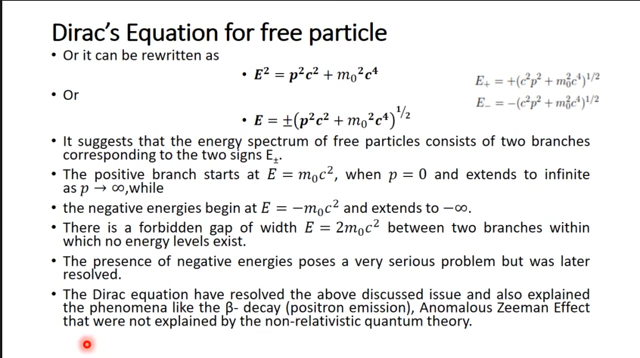 Dirac's Equation for free particle
• Or it can be rewritten as
• E² = p²c² + m₀²c⁴
E₊ = +(c²p² + m₀²c⁴)^1/2
• Or
E₋ = −(c²p² + m₀²c⁴)^1/2
• E = ±(p²c² + m₀²c⁴)^1/2
• It suggests that the energy spectrum of free particles consists of two branches
corresponding to the two signs E±.
• The positive branch starts at E = m₀c², when p = 0 and extends to infinite
as p → ∞,while
• the negative energies begin at E = −m₀c² and extends to −∞.
• There is a forbidden gap of width E = 2m₀c² between two branches within
which no energy levels exist.
• The presence of negative energies poses a very serious problem but was later
resolved.
• The Dirac equation have resolved the above discussed issue and also explained
the phenomena like the β- decay (positron emission), Anomalous Zeeman Effect
that were not explained by the non-relativistic quantum theory.